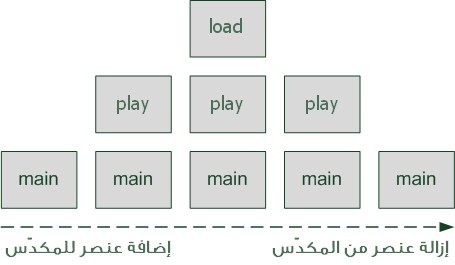 load
play play play
main main main main main
إضافة عنصر للمكدّس إزالة عنصر من المكدّس